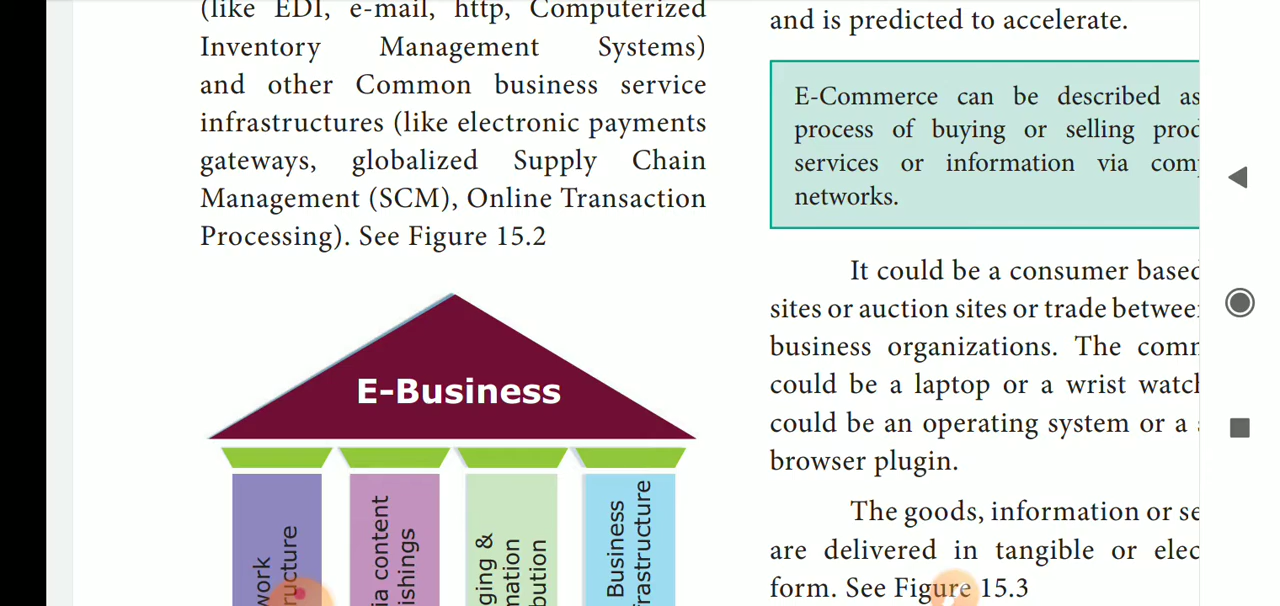 (like EDI, e-mail, http, Computerized
Inventory Management Systems)
and other Common business service
infrastructures (like electronic payments
gateways, globalized Supply Chain
Management (SCM), Online Transaction
Processing). See Figure 15.2
E-Business
content
Business
and is predicted to accelerate.
E-Commerce can be described as
process of buying or selling
services or information via
networks.
It could be a consumer based
sites or auction sites or trade
business organizations. The
could be a laptop or a wrist
could be an operating system or a
browser plugin.
The goods, information or
are delivered in tangible or
form. See Figure 15.3